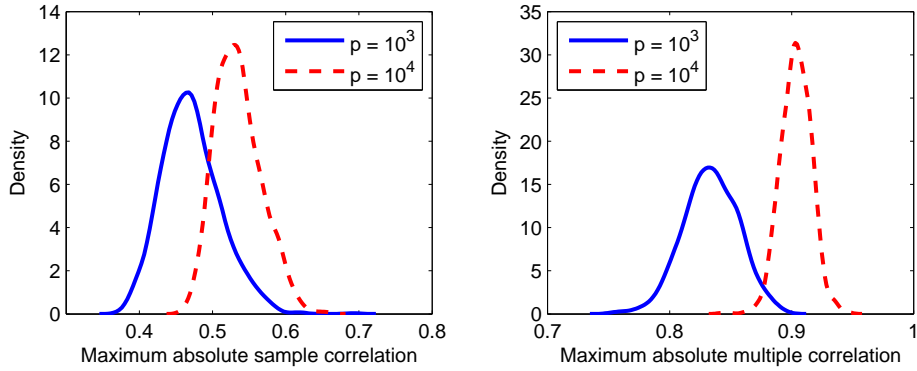 14
12
10
8
6
4
2
0
Density
p = 10³
p = 10⁴
0.4 0.5 0.6 0.7 0.8
Maximum absolute sample correlation
35
30
25
20
15
10
5
0
Density
p = 10³
p = 10⁴
0.7 0.8 0.9 1
Maximum absolute multiple correlation